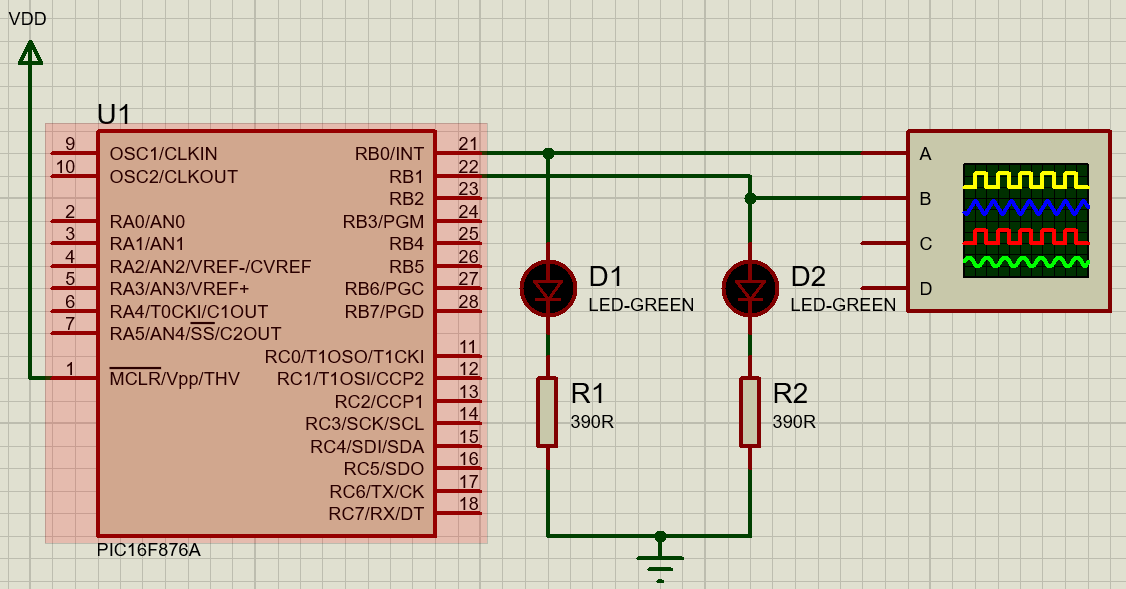 VDD
U1
9 OSC1/CLKIN
10 OSC2/CLKOUT
2 RA0/AN0
3 RA1/AN1
4 RA2/AN2/VREF-/CVREF
5 RA3/AN3/VREF+
6 RA4/T0CKI/C1OUT
7 RA5/AN4/SS/C2OUT
1 MCLR/Vpp/THV
RB0/INT 21
RB1 22
RB2 23
RB3/PGM 24
RB4 25
RB5 26
RB6/PGC 27
RB7/PGD 28
RC0/T1OSO/T1CKI 11
RC1/T1OSI/CCP2 12
RC2/CCP1 13
RC3/SCK/SCL 14
RC4/SDI/SDA 15
RC5/SDO 16
RC6/TX/CK 17
RC7/RX/DT 18
PIC16F876A
D1
LED-GREEN
R1
390R
D2
LED-GREEN
R2
390R
A
B
C
D